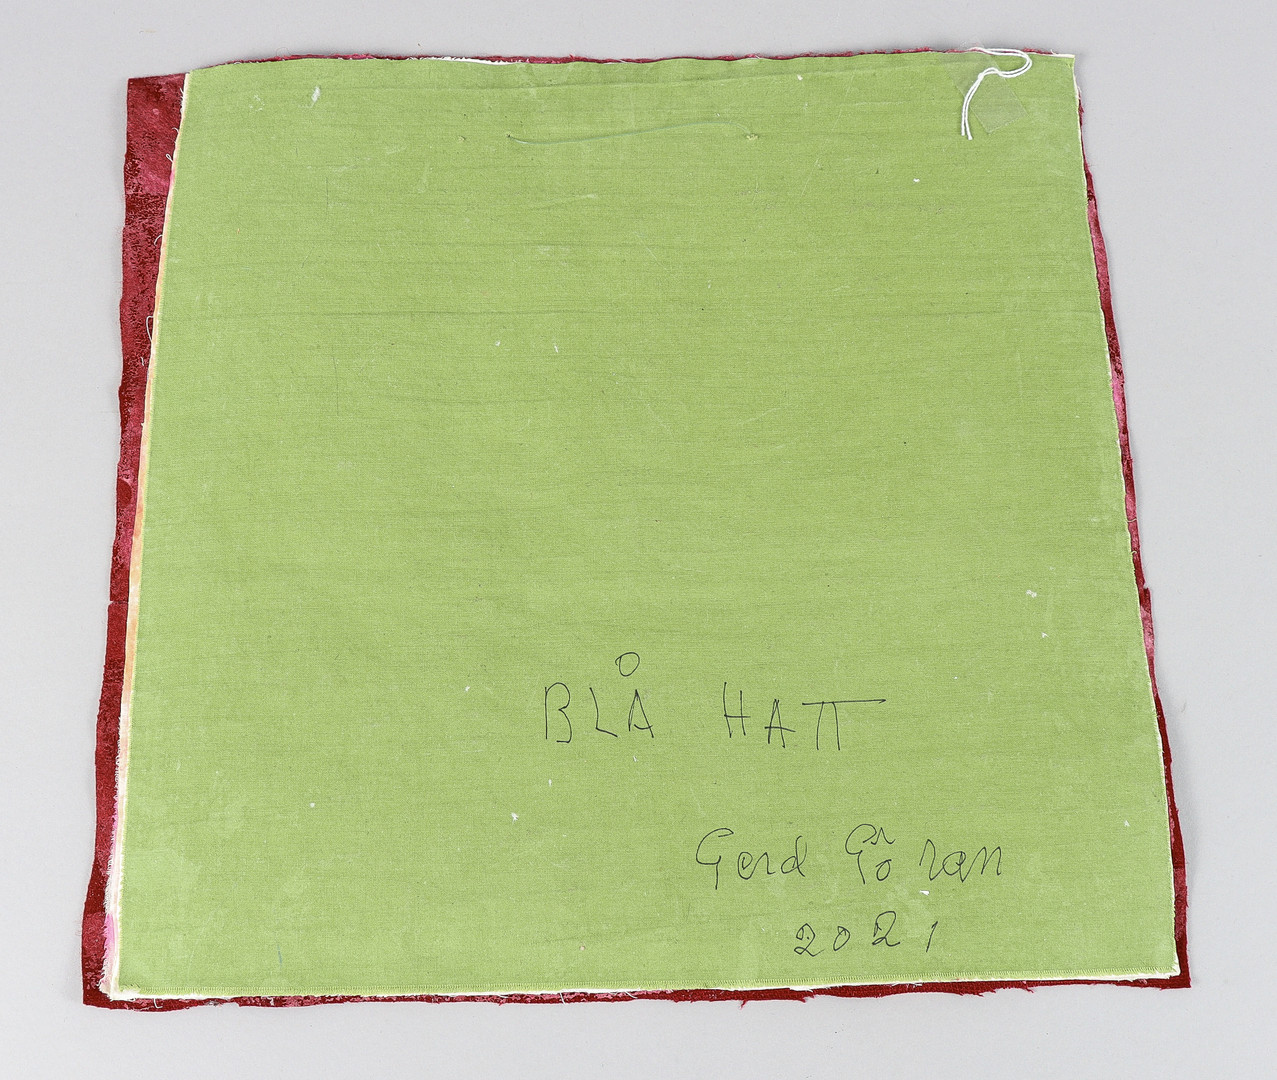 BLÅ HATT
Gerd Göran
2021